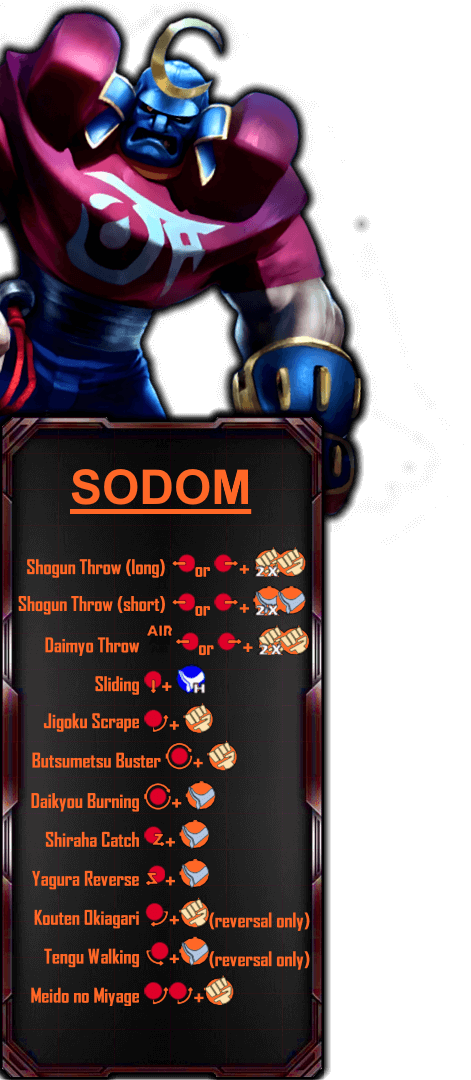 SODOM
Shogun Throw (long) or + 2X
Shogun Throw (short) or + 2X
AIR
Daimyo Throw or + 2X
Sliding + H
Jigoku Scrape +
Butsumetsu Buster +
Daikyou Burning +
Shiraha Catch +
Yagura Reverse +
Kouten Okiagari + (reversal only)
Tengu Walking + (reversal only)
Meido no Miyage +